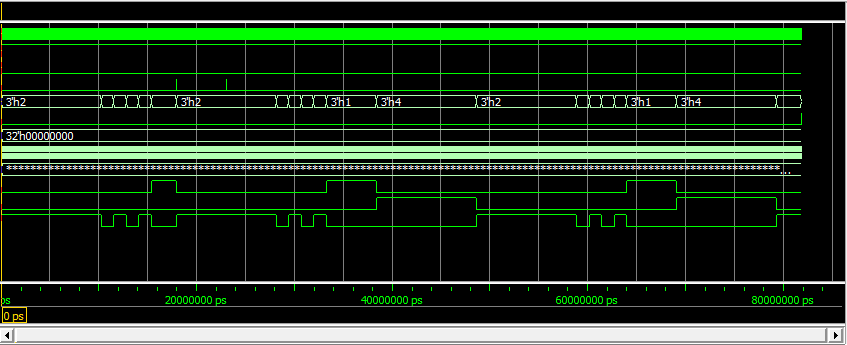 3'h2 3'h2 3'h1 3'h4 3'h2 3'h1 3'h4
32'h00000000
...
ps 20000000 ps 40000000 ps 60000000 ps 80000000 ps
0 ps